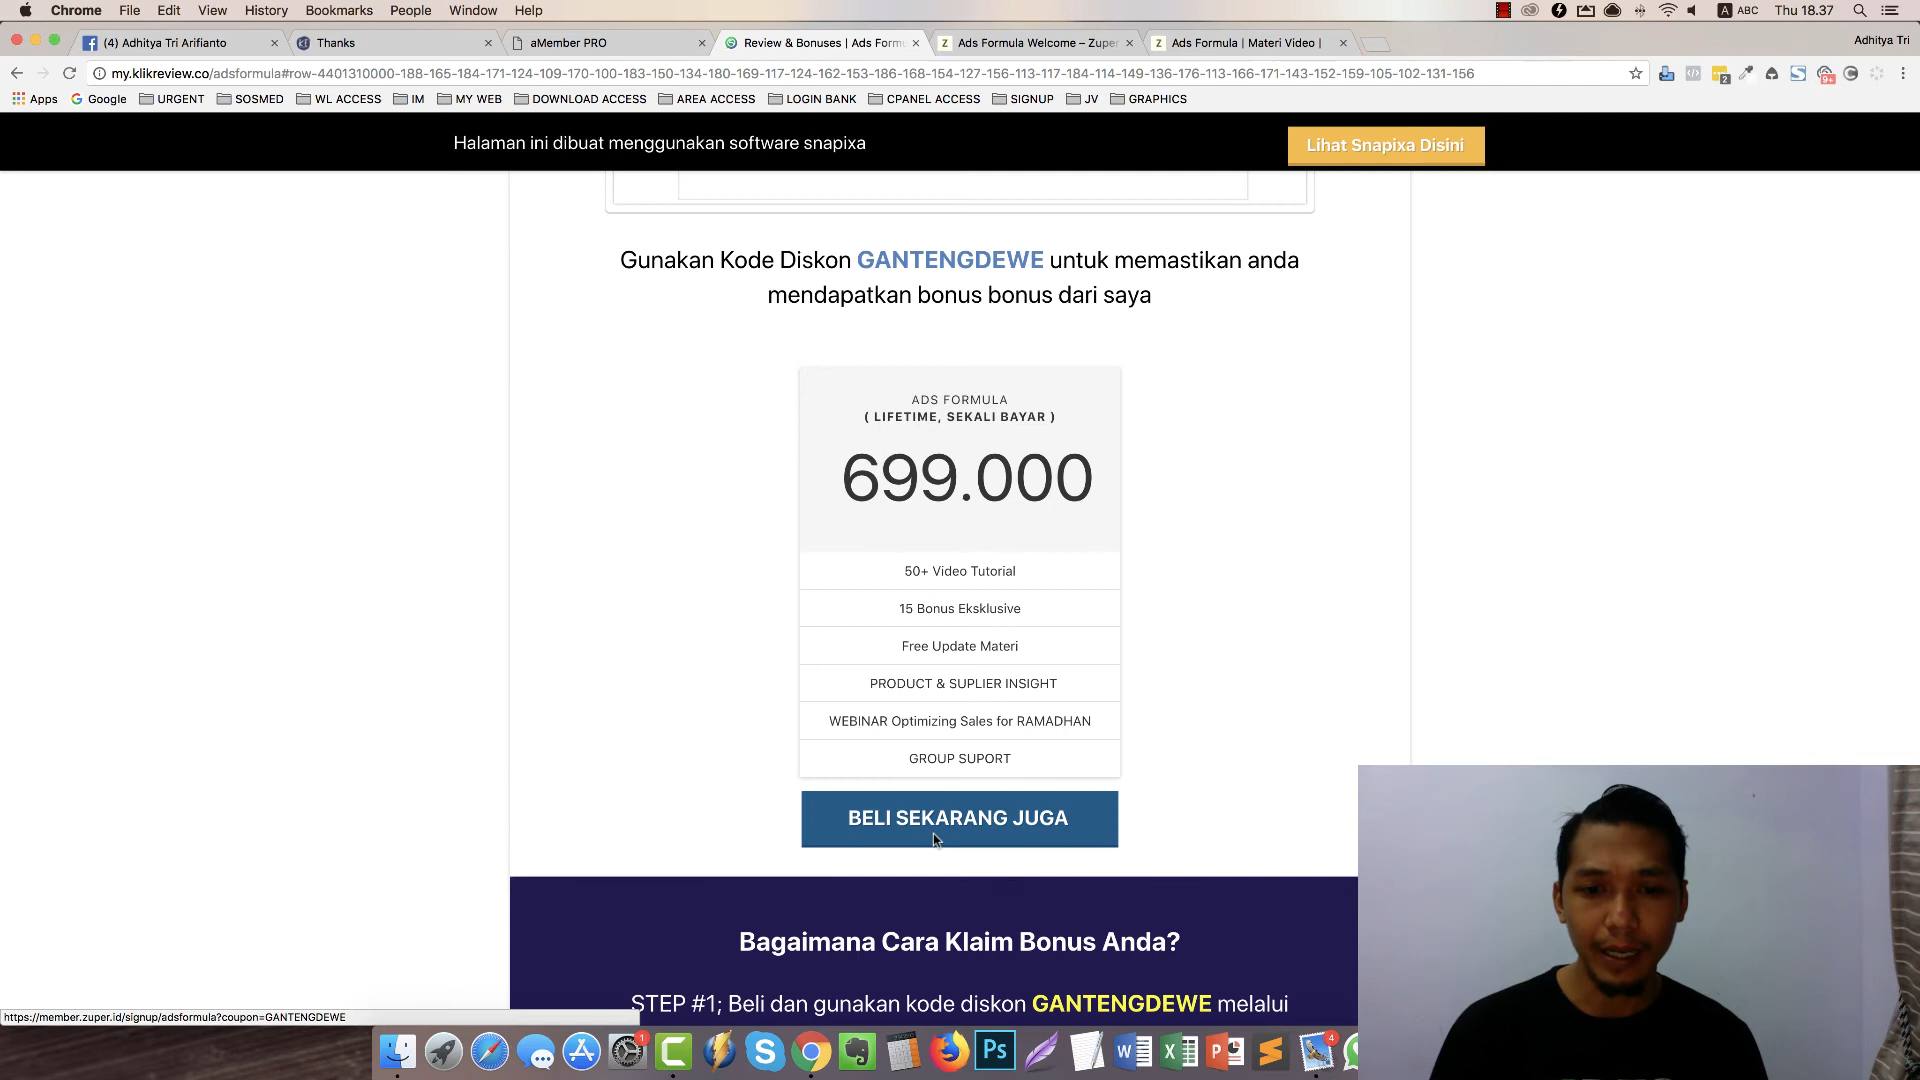 Chrome File Edit View History Bookmarks People Window Help
ABC Thu 18.37
(4) Adhitya Tri Arifianto
Thanks
aMember PRO
Review & Bonuses | Ads Form
Ads Formula Welcome – Zuper
Ads Formula | Materi Video |
Adhitya Tri
my.klikreview.co/adsformula#row-4401310000-188-165-184-171-124-109-170-100-183-150-134-180-169-117-124-162-153-186-168-154-127-156-113-117-184-114-149-136-176-113-166-171-143-152-159-105-102-131-156
Apps Google URGENT SOSMED WL ACCESS IM MY WEB DOWNLOAD ACCESS AREA ACCESS LOGIN BANK CPANEL ACCESS SIGNUP JV GRAPHICS
Halaman ini dibuat menggunakan software snapixa
Lihat Snapixa Disini
Gunakan Kode Diskon GANTENGDEWE untuk memastikan anda
mendapatkan bonus bonus dari saya
ADS FORMULA
( LIFETIME, SEKALI BAYAR )
699.000
50+ Video Tutorial
15 Bonus Eksklusive
Free Update Materi
PRODUCT & SUPLIER INSIGHT
WEBINAR Optimizing Sales for RAMADHAN
GROUP SUPORT
BELI SEKARANG JUGA
Bagaimana Cara Klaim Bonus Anda?
STEP #1; Beli dan gunakan kode diskon GANTENGDEWE melalui
https://member.zuper.id/signup/adsformula?coupon=GANTENGDEWE